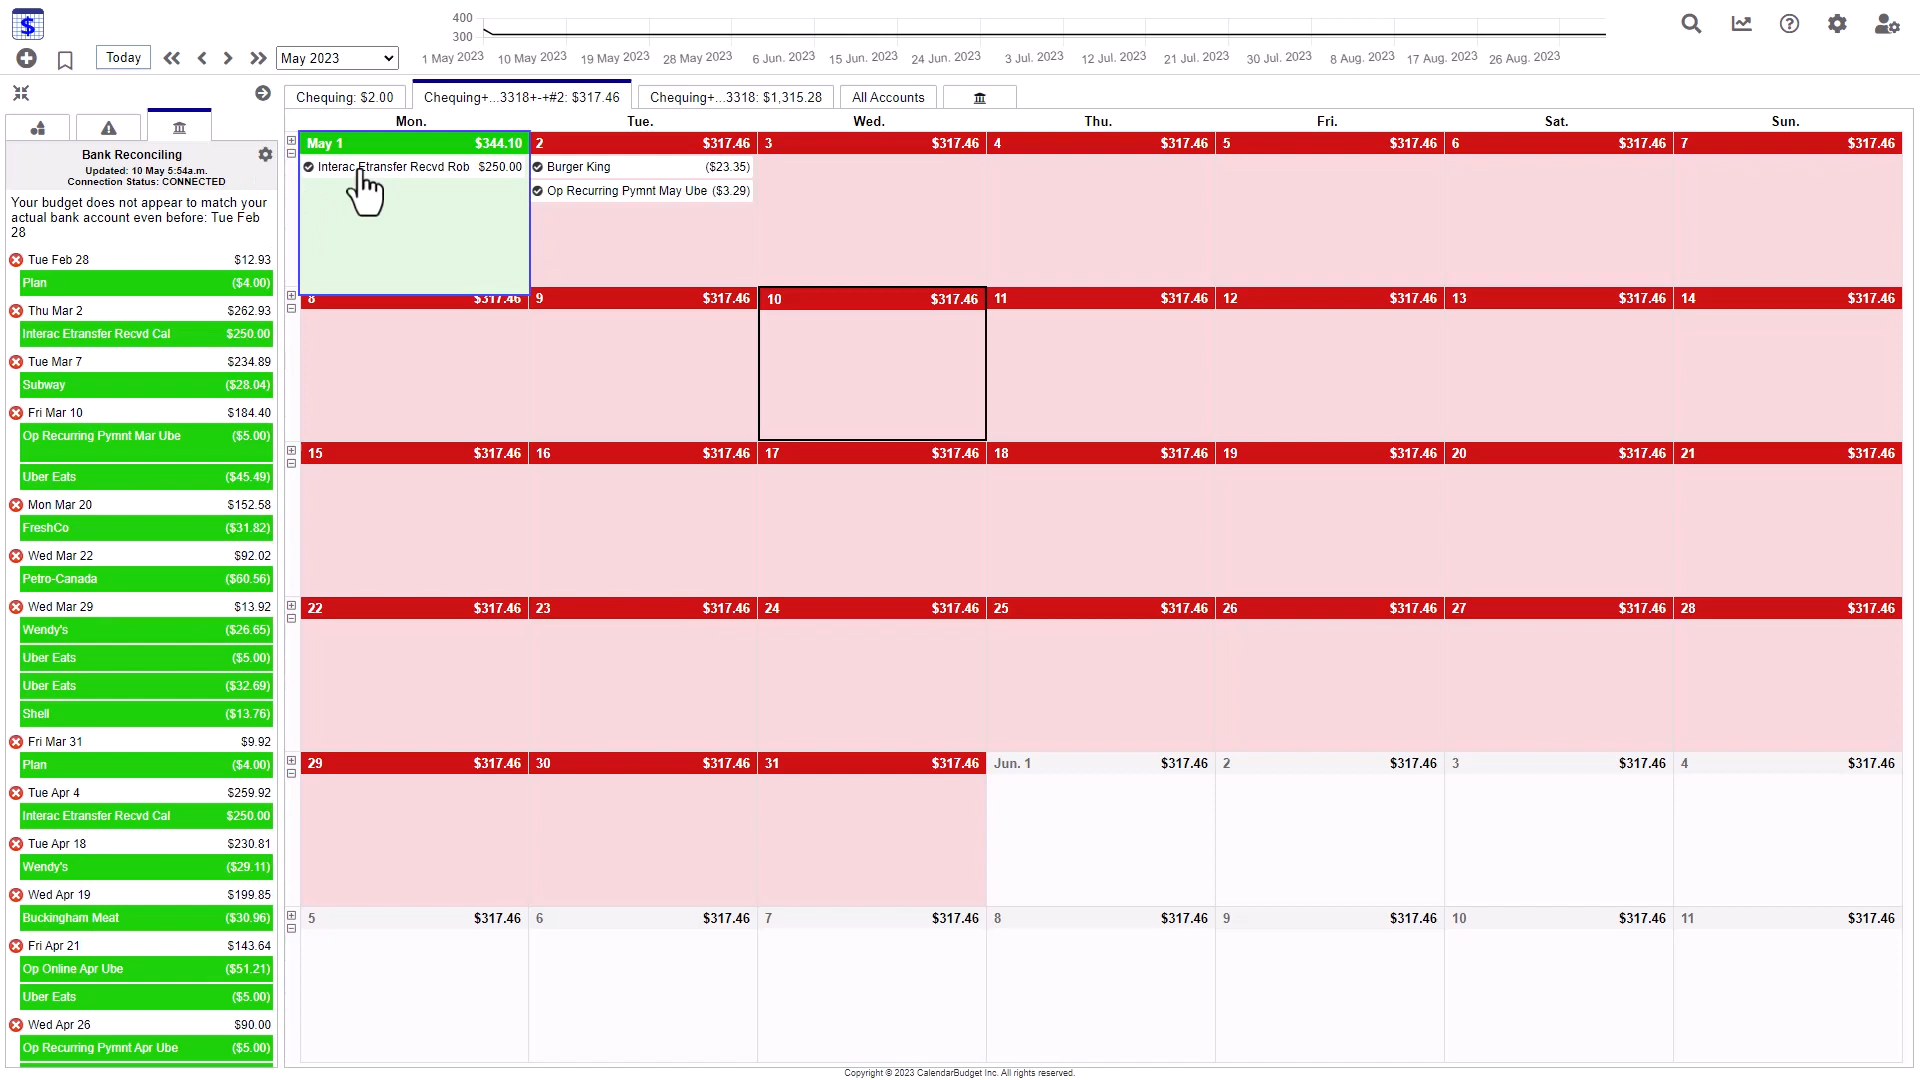 400
300
1 May 2023 10 May 2023 19 May 2023 28 May 2023 6 Jun. 2023 15 Jun. 2023 24 Jun. 2023 3 Jul. 2023 12 Jul. 2023 21 Jul. 2023 30 Jul. 2023 8 Aug. 2023 17 Aug. 2023 26 Aug. 2023
$
Today
May 2023
Chequing: $2.00
Chequing+...3318+-+#2: $317.46
Chequing+...3318: $1,315.28
All Accounts
Bank Reconciling
Updated: 10 May 5:54a.m.
Connection Status: CONNECTED
Your budget does not appear to match your
actual bank account even before: Tue Feb
28
Tue Feb 28 $12.93
Plan ($4.00)
Thu Mar 2 $262.93
Interac Etransfer Recvd Cal $250.00
Tue Mar 7 $234.89
Subway ($28.04)
Fri Mar 10 $184.40
Op Recurring Pymnt Mar Ube ($5.00)
Uber Eats ($45.49)
Mon Mar 20 $152.58
FreshCo ($31.82)
Wed Mar 22 $92.02
Petro-Canada ($60.56)
Wed Mar 29 $13.92
Wendy's ($26.65)
Uber Eats ($5.00)
Uber Eats ($32.69)
Shell ($13.76)
Fri Mar 31 $9.92
Plan ($4.00)
Tue Apr 4 $259.92
Interac Etransfer Recvd Cal $250.00
Tue Apr 18 $230.81
Wendy's ($29.11)
Wed Apr 19 $199.85
Buckingham Meat ($30.96)
Fri Apr 21 $143.64
Op Online Apr Ube ($51.21)
Uber Eats ($5.00)
Wed Apr 26 $90.00
Op Recurring Pymnt Apr Ube ($5.00)
Mon. Tue. Wed. Thu. Fri. Sat. Sun.
May 1 $344.10 2 $317.46 3 $317.46 4 $317.46 5 $317.46 6 $317.46 7 $317.46
Interac Etransfer Recvd Rob $250.00 Burger King ($23.35)
Op Recurring Pymnt May Ube ($3.29)
8 $317.46 9 $317.46 10 $317.46 11 $317.46 12 $317.46 13 $317.46 14 $317.46
15 $317.46 16 $317.46 17 $317.46 18 $317.46 19 $317.46 20 $317.46 21 $317.46
22 $317.46 23 $317.46 24 $317.46 25 $317.46 26 $317.46 27 $317.46 28 $317.46
29 $317.46 30 $317.46 31 $317.46 Jun. 1 $317.46 2 $317.46 3 $317.46 4 $317.46
5 $317.46 6 $317.46 7 $317.46 8 $317.46 9 $317.46 10 $317.46 11 $317.46
Copyright © 2023 CalendarBudget Inc. All rights reserved.